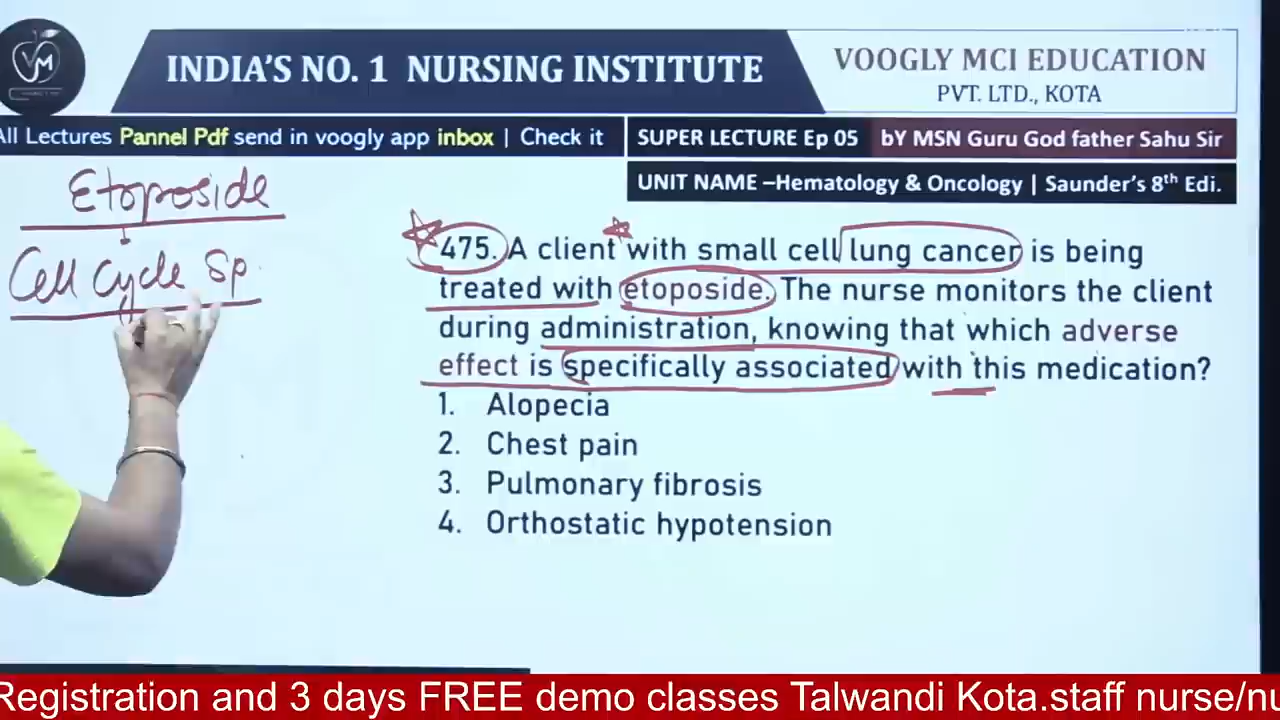 INDIA'S NO. 1 NURSING INSTITUTE
VOOGLY MCI EDUCATION
PVT. LTD., KOTA
VM
All Lectures Pannel Pdf send in voogly app inbox | Check it
SUPER LECTURE Ep 05 bY MSN Guru God father Sahu Sir
UNIT NAME –Hematology & Oncology | Saunder's 8th Edi.
Etoposide
Cell Cycle Sp.
475. A client with small cell lung cancer is being
treated with etoposide. The nurse monitors the client
during administration, knowing that which adverse
effect is specifically associated with this medication?
1. Alopecia
2. Chest pain
3. Pulmonary fibrosis
4. Orthostatic hypotension
Registration and 3 days FREE demo classes Talwandi Kota.staff nurse/nu